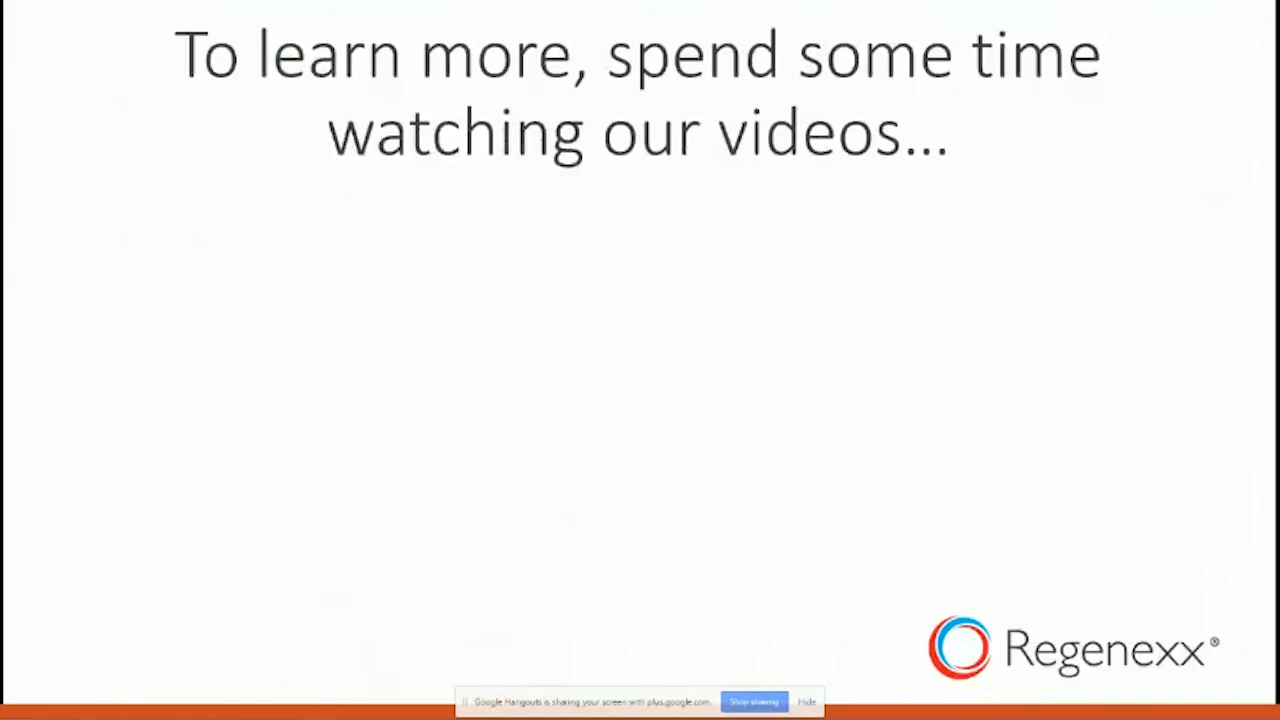 To learn more, spend some time
watching our videos...
Regenexx®
Google Hangouts is sharing your screen with plus.google.com. Stop sharing Hide